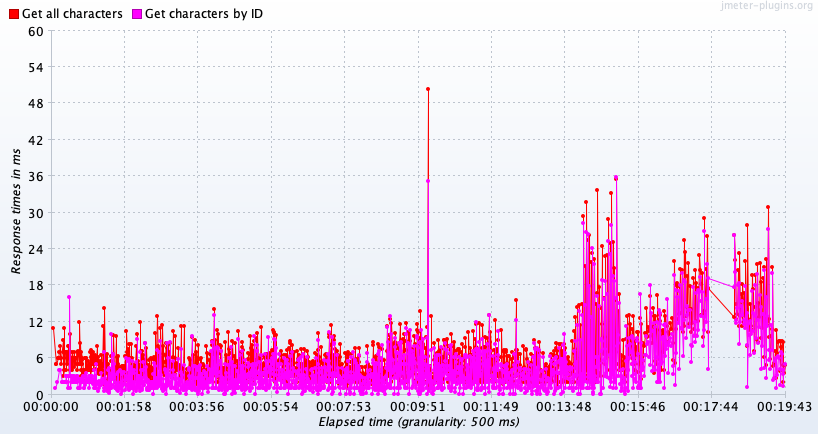 Get all characters Get characters by ID
jmeter-plugins.org
60
54
48
42
36
30
24
18
12
6
0
Response times in ms
00:00:00 00:01:58 00:03:56 00:05:54 00:07:53 00:09:51 00:11:49 00:13:48 00:15:46 00:17:44 00:19:43
Elapsed time (granularity: 500 ms)